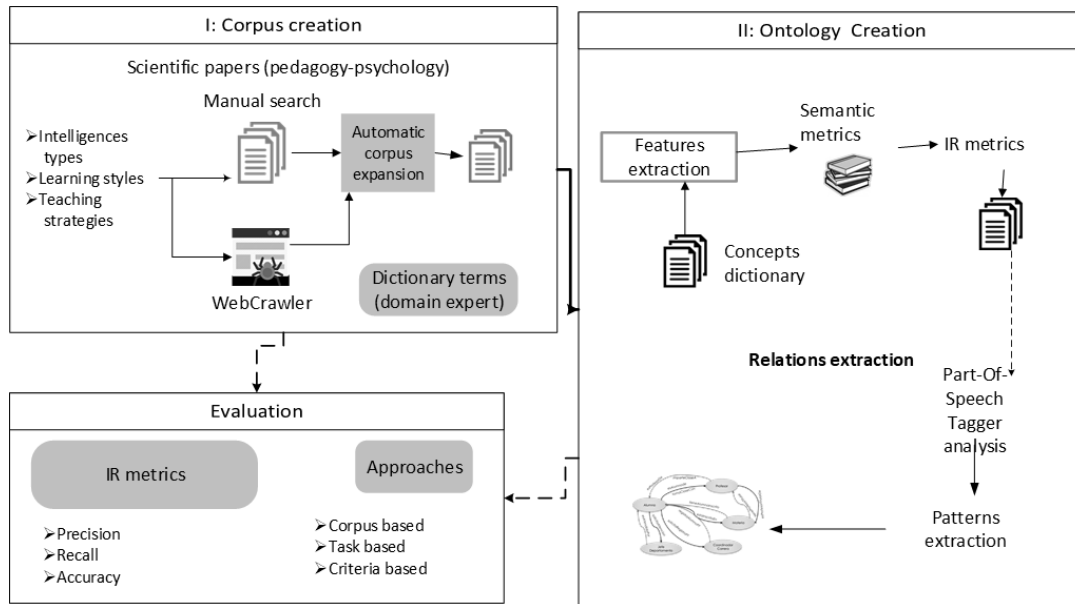 I: Corpus creation
Scientific papers (pedagogy-psychology)
Manual search
➢Intelligences
types
➢Learning styles
➢Teaching
strategies
Automatic
corpus
expansion
WebCrawler
Dictionary terms
(domain expert)
II: Ontology Creation
Features
extraction
Semantic
metrics
IR metrics
Concepts
dictionary
Relations extraction
Part-Of-
Speech
Tagger
analysis
Patterns
extraction
Evaluation
IR metrics
➢Precision
➢Recall
➢Accuracy
Approaches
➢Corpus based
➢Task based
➢Criteria based